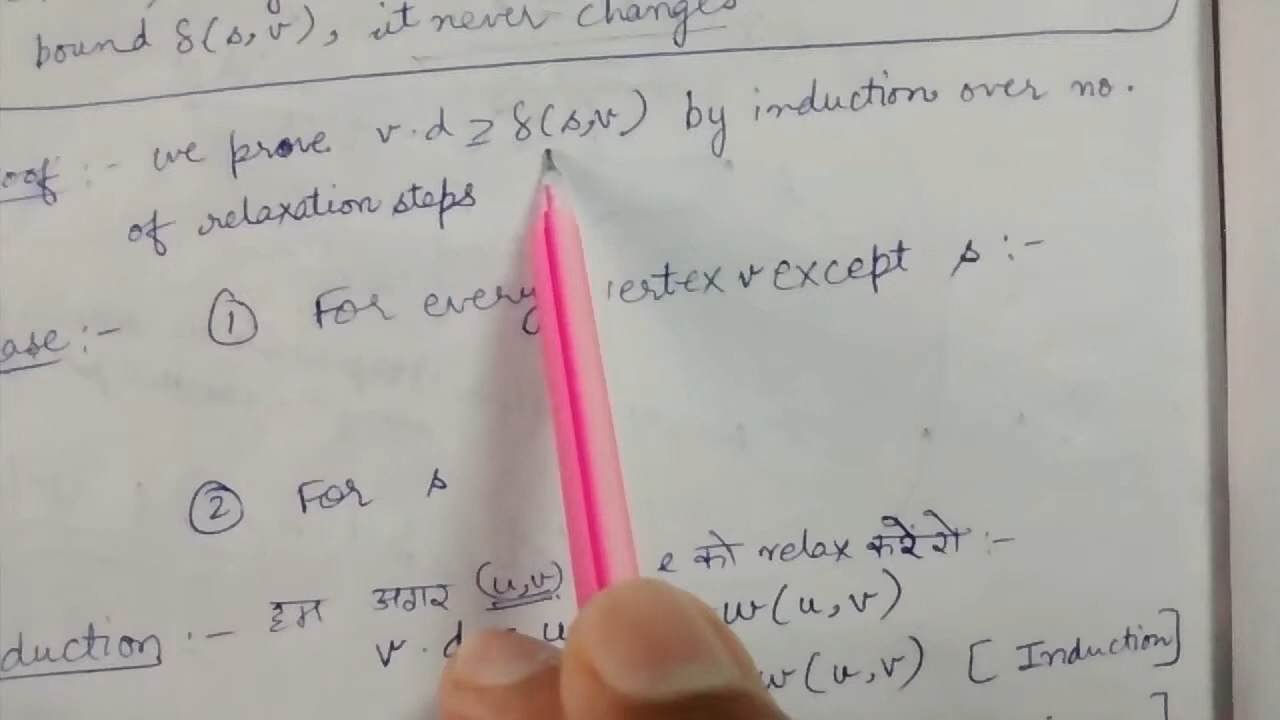 bound δ(s,v), it never changes
oof :- we prove v.d ≥ δ(s,v) by induction over no.
of relaxation steps
ase :- ① For every vertex v except s :-
② For s
duction :- हम अगर (u,v) e को relax करेंगे :-
v.d = u w(u,v)
w(u,v) [Induction]
]